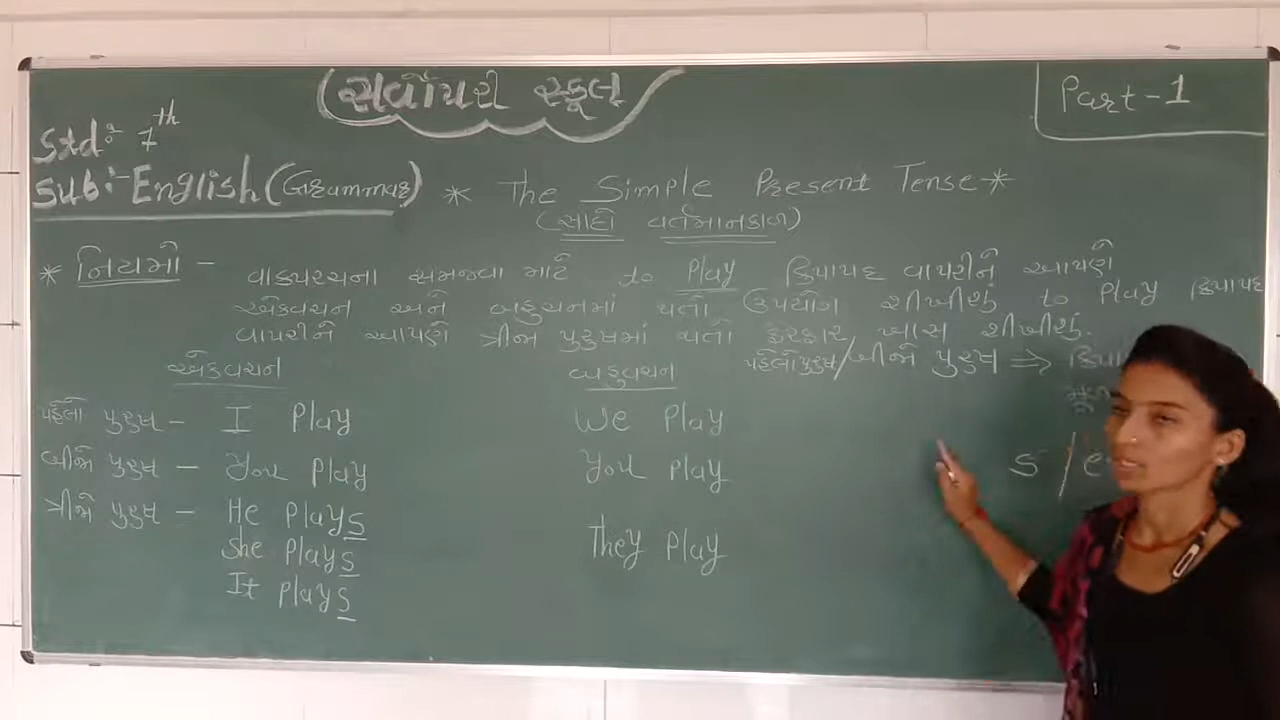 સર્વોપરી સ્કૂલ
Part-1
Std: 7th
Sub:- English (Grammar)
* The Simple Present Tense *
(સાદો વર્તમાનકાળ)
* નિયમો - વાક્યરચના સમજવા માટે to Play ક્રિયાપદ વાપરીને આપણે
એકવચન અને બહુવચનમાં થતો ઉપયોગ શીખીશું to Play ક્રિયાપદ
વાપરીને આપણે ત્રીજા પુરુષમાં થતો ફેરફાર ખાસ શીખીશું.
એકવચન બહુવચન પહેલો પુરુષ/બીજો પુરુષ ⇒
પહેલો પુરુષ - I Play We Play
બીજો પુરુષ - You Play You Play
S /
ત્રીજો પુરુષ - He Plays They Play
She Plays
It Plays